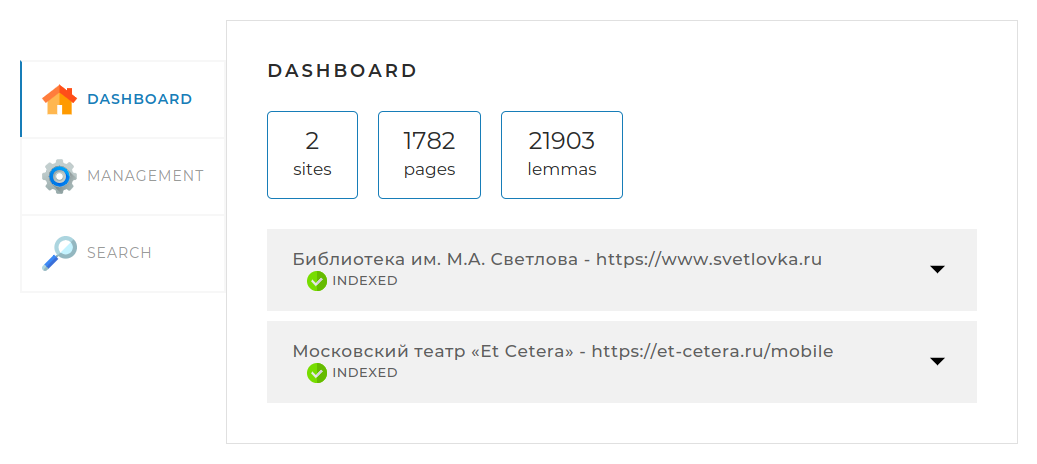 DASHBOARD
MANAGEMENT
SEARCH
DASHBOARD
2
sites
1782
pages
21903
lemmas
Библиотека им. М.А. Светлова - https://www.svetlovka.ru
INDEXED
Московский театр «Et Cetera» - https://et-cetera.ru/mobile
INDEXED